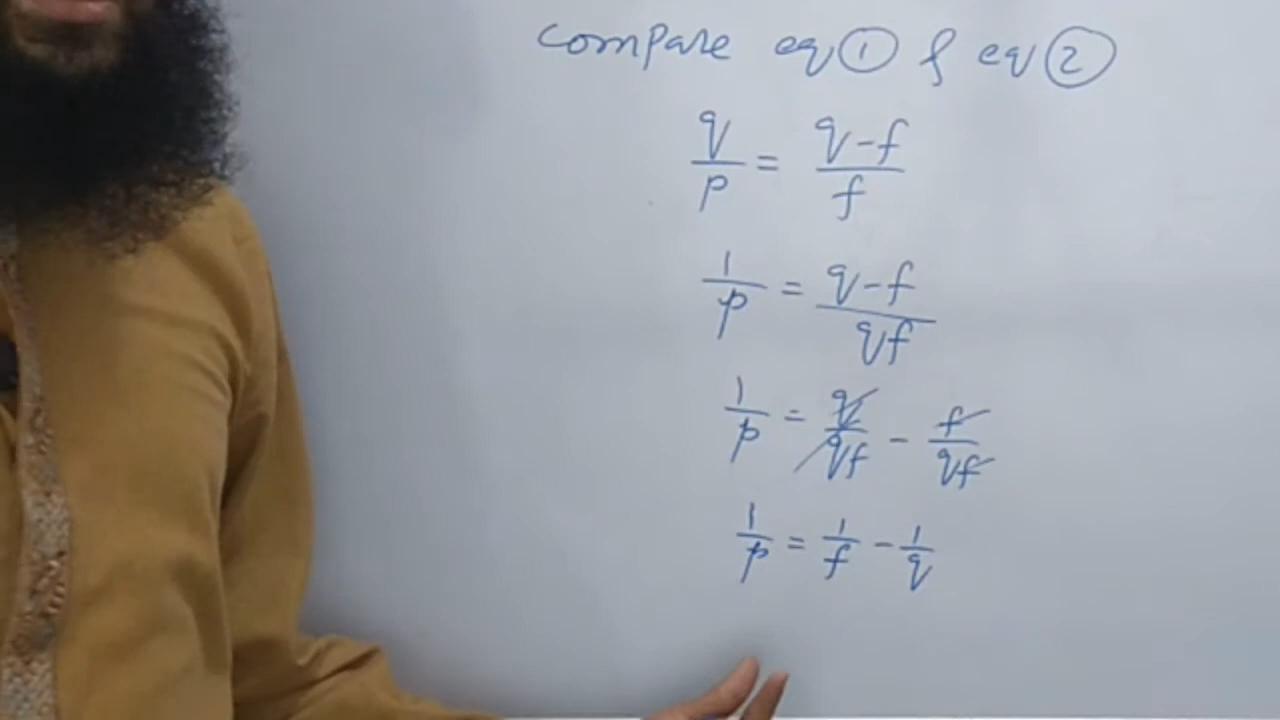 compare eq ① & eq ②
q/p = q-f/f
1/p = q-f/qf
1/p = q/qf - f/qf
1/p = 1/f - 1/q